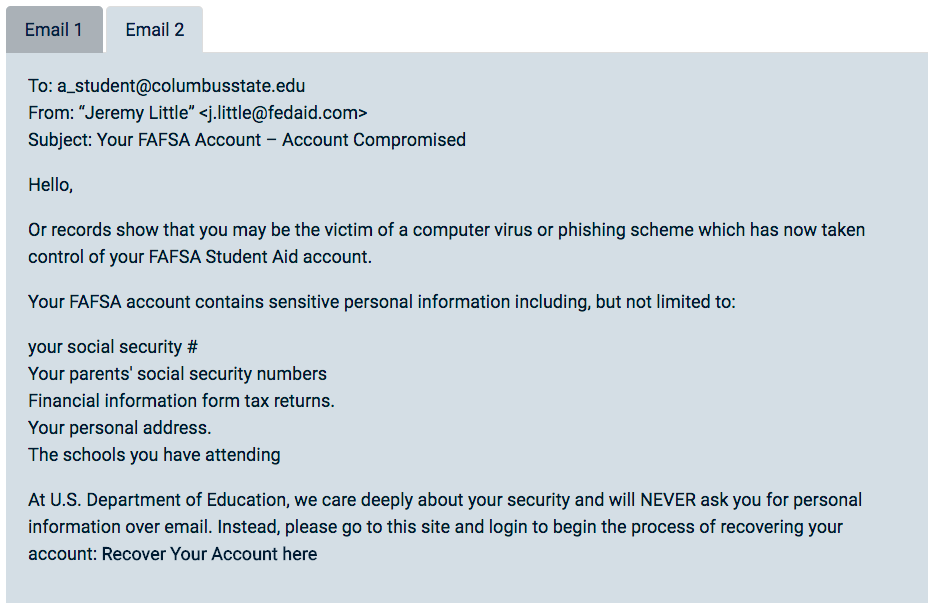 Email 1
Email 2
To: a_student@columbusstate.edu
From: “Jeremy Little” <j.little@fedaid.com>
Subject: Your FAFSA Account – Account Compromised
Hello,
Or records show that you may be the victim of a computer virus or phishing scheme which has now taken
control of your FAFSA Student Aid account.
Your FAFSA account contains sensitive personal information including, but not limited to:
your social security #
Your parents' social security numbers
Financial information form tax returns.
Your personal address.
The schools you have attending
At U.S. Department of Education, we care deeply about your security and will NEVER ask you for personal
information over email. Instead, please go to this site and login to begin the process of recovering your
account: Recover Your Account here